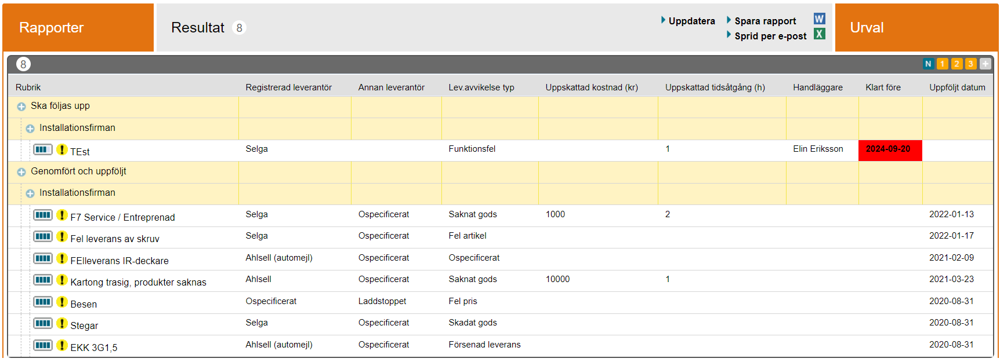 Rapporter
Resultat 8
Uppdatera
Spara rapport W
Sprid per e-post X
Urval
8
N 1 2 3 +
Rubrik Registrerad leverantör Annan leverantör Lev.avvikelse typ Uppskattad kostnad (kr) Uppskattad tidsåtgång (h) Handläggare Klart före Uppföljt datum
Ska följas upp
Installationsfirman
TEst Selga Funktionsfel 1 Elin Eriksson 2024-09-20
Genomfört och uppföljt
Installationsfirman
F7 Service / Entreprenad Selga Ospecificerat Saknat gods 1000 2 2022-01-13
Fel leverans av skruv Selga Ospecificerat Fel artikel 2022-01-17
FElleverans IR-deckare Ahlsell (automejl) Ospecificerat Ospecificerat 2021-02-09
Kartong trasig, produkter saknas Ahlsell Ospecificerat Saknat gods 10000 1 2021-03-23
Besen Ospecificerat Laddstoppet Fel pris 2020-08-31
Stegar Selga Ospecificerat Skadat gods 2020-08-31
EKK 3G1,5 Ahlsell (automejl) Ospecificerat Försenad leverans 2020-08-31